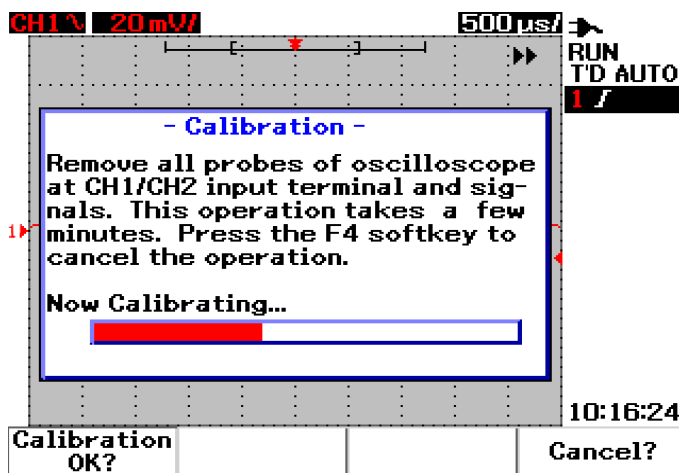 CH1 20 mV/ 500 µs/
RUN
T'D AUTO
1
- Calibration -
Remove all probes of oscilloscope
at CH1/CH2 input terminal and sig-
nals. This operation takes a few
minutes. Press the F4 softkey to
cancel the operation.
Now Calibrating...
1
10:16:24
Calibration
OK?
Cancel?